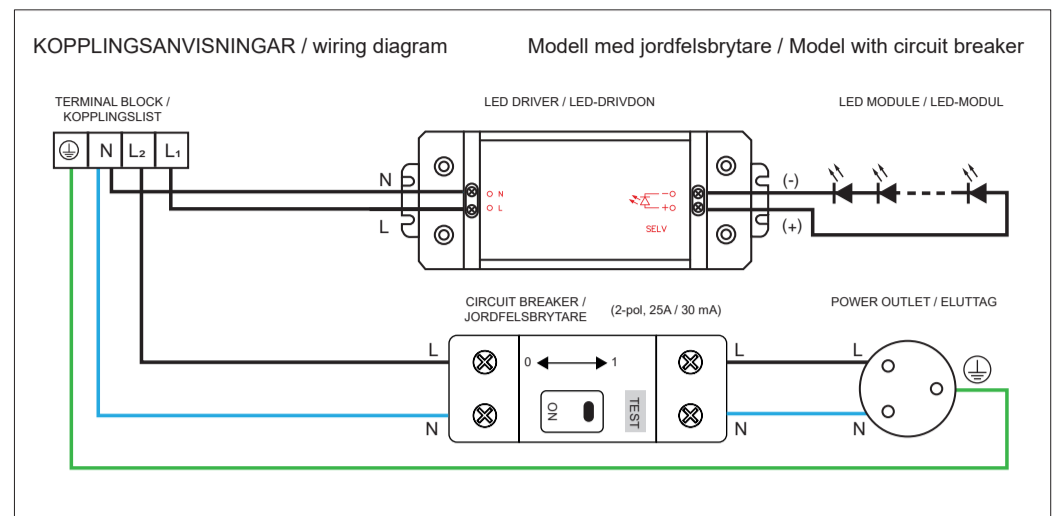 KOPPLINGSANVISNINGAR / wiring diagram
Modell med jordfelsbrytare / Model with circuit breaker
TERMINAL BLOCK /
KOPPLINGSLIST
LED DRIVER / LED-DRIVDON
LED MODULE / LED-MODUL
N L₂ L₁
N
L
O N
O L
−O
+O
SELV
(-)
(+)
CIRCUIT BREAKER /
JORDFELSBRYTARE
(2-pol, 25A / 30 mA)
POWER OUTLET / ELUTTAG
L
N
0 1
ON
TEST
L
N
L
N